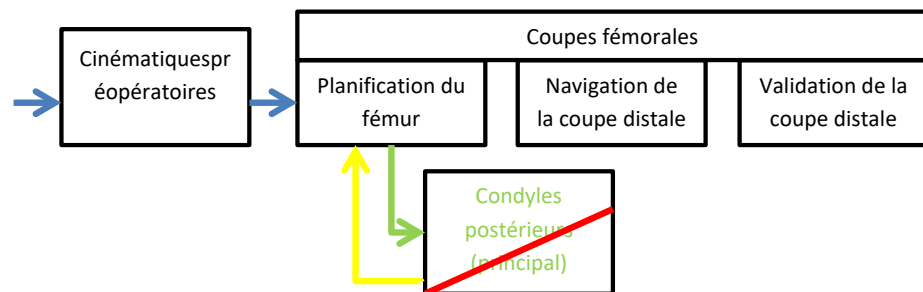 Coupes fémorales
Cinématiquespr
éopératoires
Planification du
fémur
Navigation de
la coupe distale
Validation de la
coupe distale
Condyles
postérieurs
(principal)